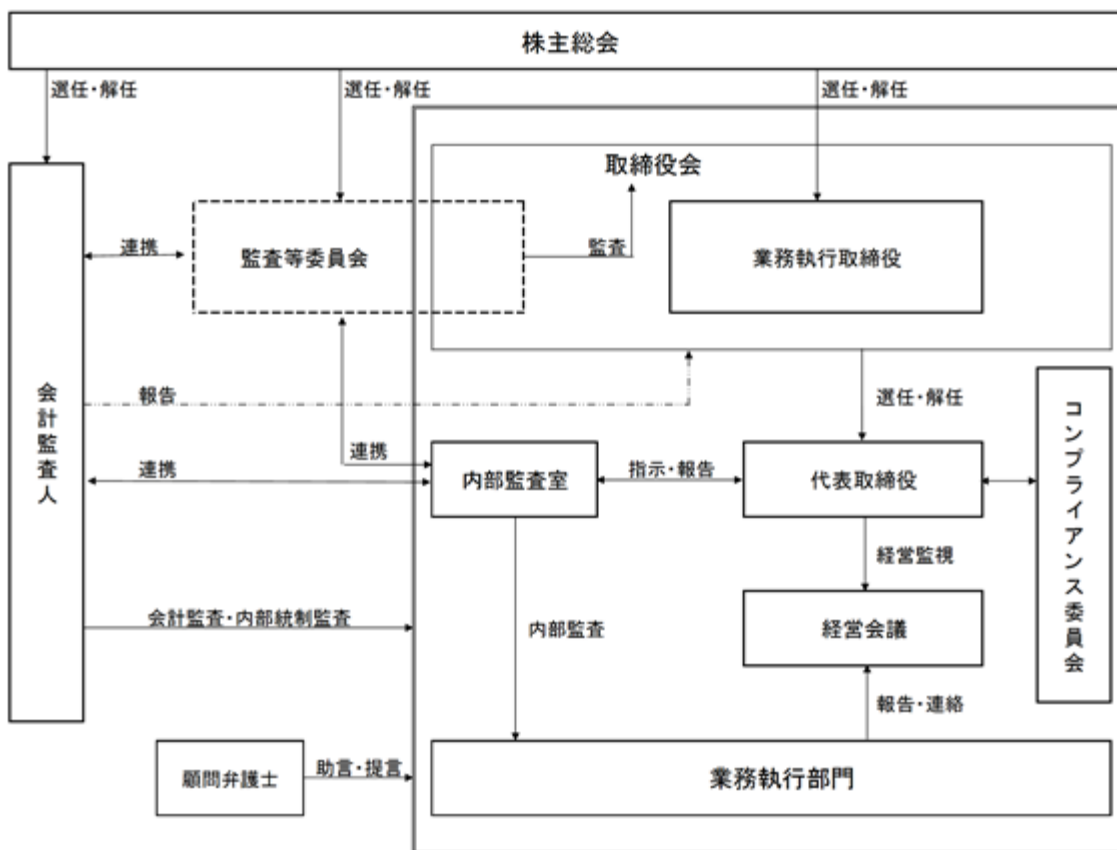 株主総会
選任・解任
選任・解任
選任・解任
取締役会
連携
監査等委員会
監査
業務執行取締役
報告
選任・解任
会計監査人
コンプライアンス委員会
連携
連携
内部監査室
指示・報告
代表取締役
経営監視
会計監査・内部統制監査
内部監査
経営会議
報告・連絡
顧問弁護士
助言・提言
業務執行部門